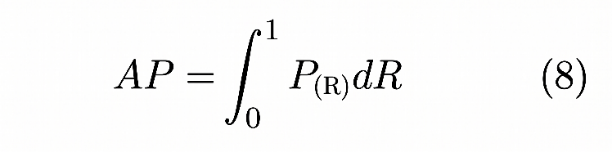 AP = ∫₀¹ P₍R₎dR (8)